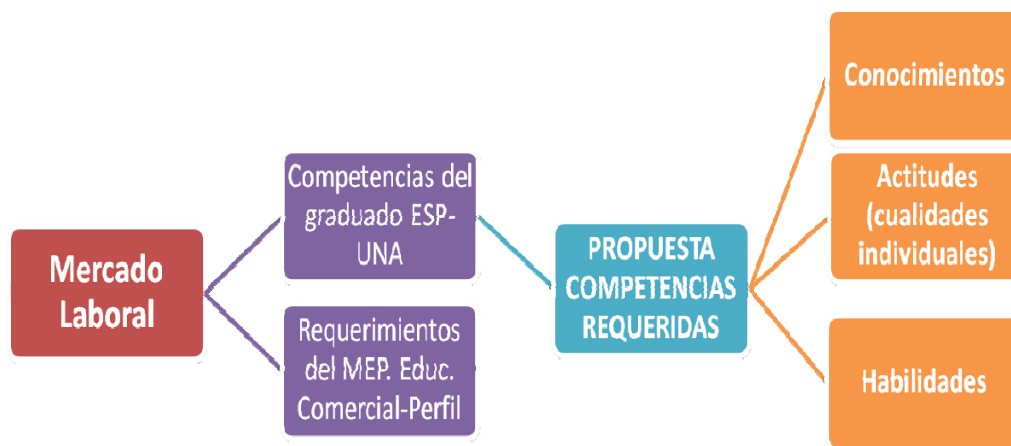 Mercado
Laboral
Competencias del
graduado ESP-
UNA
Requerimientos
del MEP. Educ.
Comercial-Perfil
PROPUESTA
COMPETENCIAS
REQUERIDAS
Conocimientos
Actitudes
(cualidades
individuales)
Habilidades